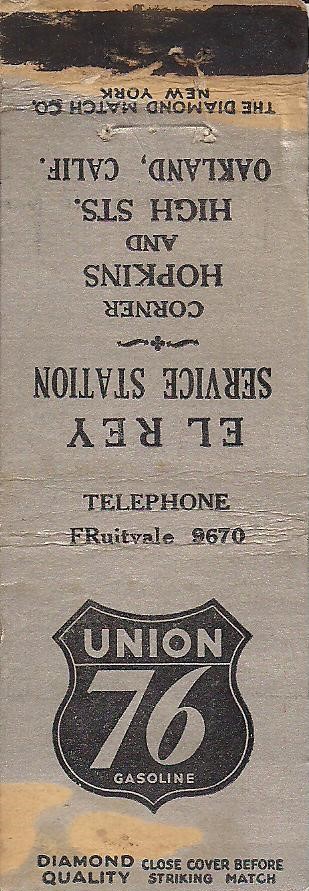 EL REY
SERVICE STATION
CORNER
HOPKINS
AND
HIGH STS.
OAKLAND, CALIF.
THE DIAMOND MATCH CO.
NEW YORK
TELEPHONE
FRuitvale 9670
UNION
76
GASOLINE
DIAMOND QUALITY
CLOSE COVER BEFORE
STRIKING MATCH